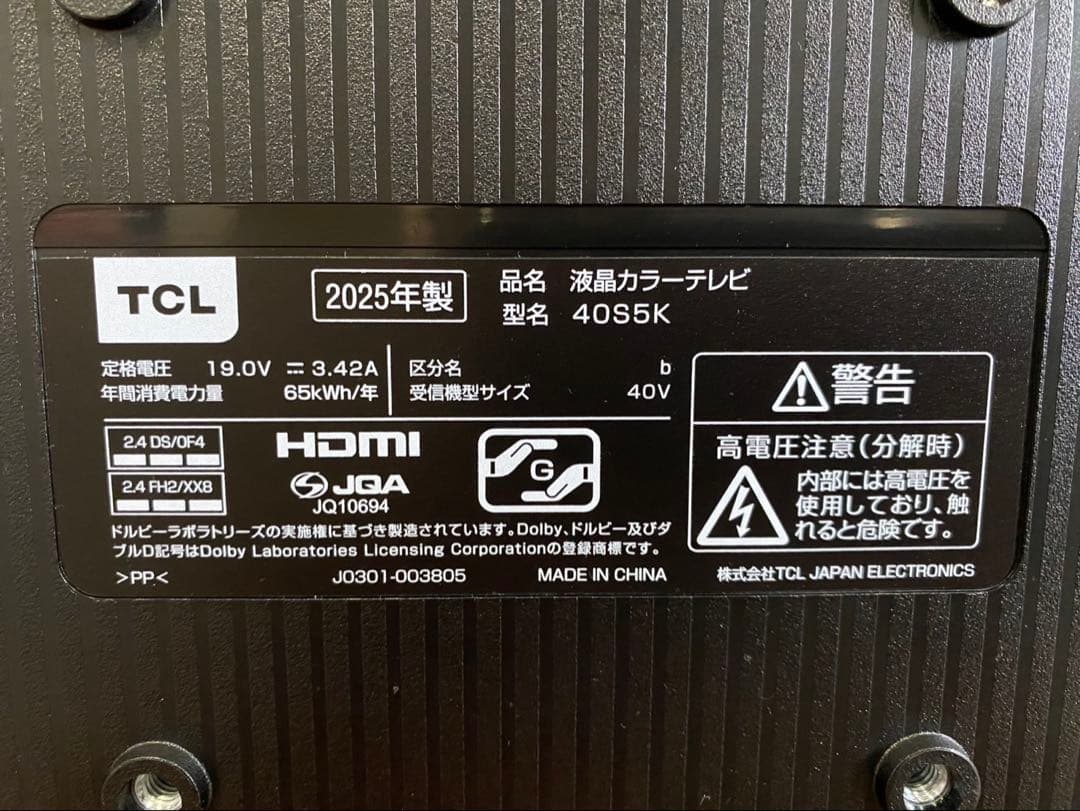 TCL
2025年製
品名 液晶カラーテレビ
型名 40S5K
定格電圧 19.0V ⎓ 3.42A
年間消費電力量 65kWh/年
区分名 b
受信機型サイズ 40V
警告
高電圧注意(分解時)
内部には高電圧を
使用しており、触
れると危険です。
2.4 DS/OF4
2.4 FH2/XX8
HDMI
JQA
JQ10694
G
ドルビーラボラトリーズの実施権に基づき製造されています。Dolby、ドルビー及びダ
ブルD記号はDolby Laboratories Licensing Corporationの登録商標です。
>PP<
J0301-003805
MADE IN CHINA
株式会社TCL JAPAN ELECTRONICS